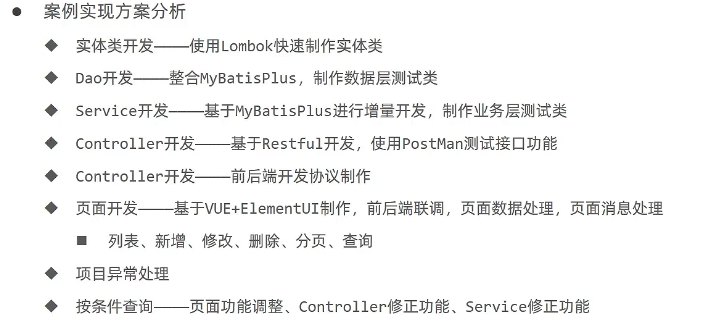 ● 案例实现方案分析
◆ 实体类开发————使用Lombok快速制作实体类
◆ Dao开发————整合MyBatisPlus，制作数据层测试类
◆ Service开发————基于MyBatisPlus进行增量开发，制作业务层测试类
◆ Controller开发————基于Restful开发，使用PostMan测试接口功能
◆ Controller开发————前后端开发协议制作
◆ 页面开发————基于VUE+ElementUI制作，前后端联调，页面数据处理，页面消息处理
■ 列表、新增、修改、删除、分页、查询
◆ 项目异常处理
◆ 按条件查询————页面功能调整、Controller修正功能、Service修正功能